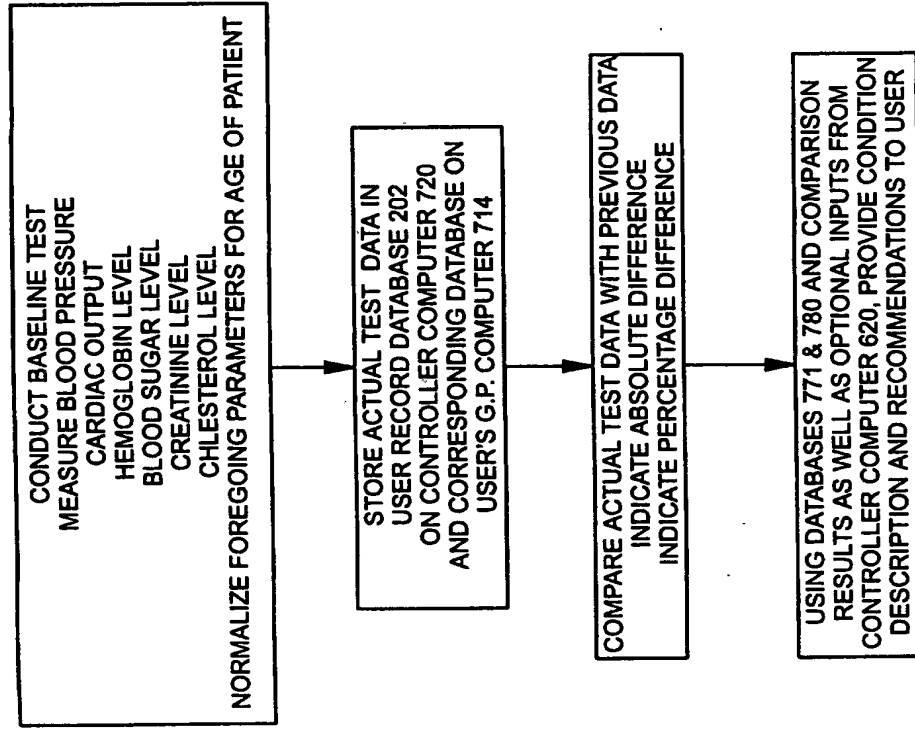 CONDUCT BASELINE TEST
MEASURE BLOOD PRESSURE
CARDIAC OUTPUT
HEMOGLOBIN LEVEL
BLOOD SUGAR LEVEL
CREATININE LEVEL
CHLESTEROL LEVEL
NORMALIZE FOREGOING PARAMETERS FOR AGE OF PATIENT
STORE ACTUAL TEST DATA IN
USER RECORD DATABASE 202
ON CONTROLLER COMPUTER 720
AND CORRESPONDING DATABASE ON
USER'S G.P. COMPUTER 714
COMPARE ACTUAL TEST DATA WITH PREVIOUS DATA
INDICATE ABSOLUTE DIFFERENCE
INDICATE PERCENTAGE DIFFERENCE
USING DATABASES 771 & 780 AND COMPARISON
RESULTS AS WELL AS OPTIONAL INPUTS FROM
CONTROLLER COMPUTER 620, PROVIDE CONDITION
DESCRIPTION AND RECOMMENDATIONS TO USER